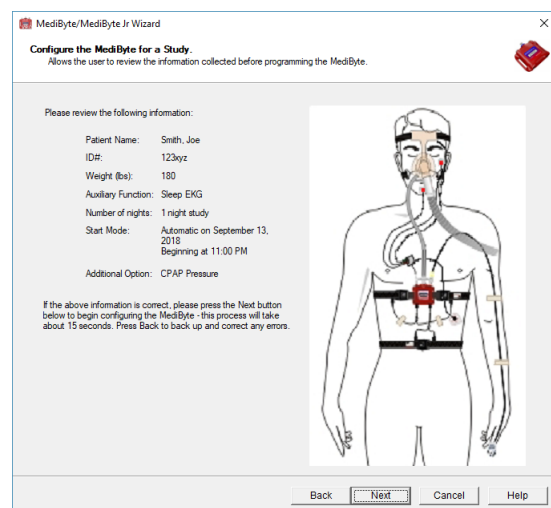 MediByte/MediByte Jr Wizard
Configure the MediByte for a Study.
Allows the user to review the information collected before programming the MediByte.
Please review the following information:
Patient Name: Smith, Joe
ID#: 123xyz
Weight (lbs): 180
Auxiliary Function: Sleep EKG
Number of nights: 1 night study
Start Mode: Automatic on September 13,
2018
Beginning at 11:00 PM
Additional Option: CPAP Pressure
If the above information is correct, please press the Next button
below to begin configuring the MediByte - this process will take
about 15 seconds. Press Back to back up and correct any errors.
Back Next Cancel Help